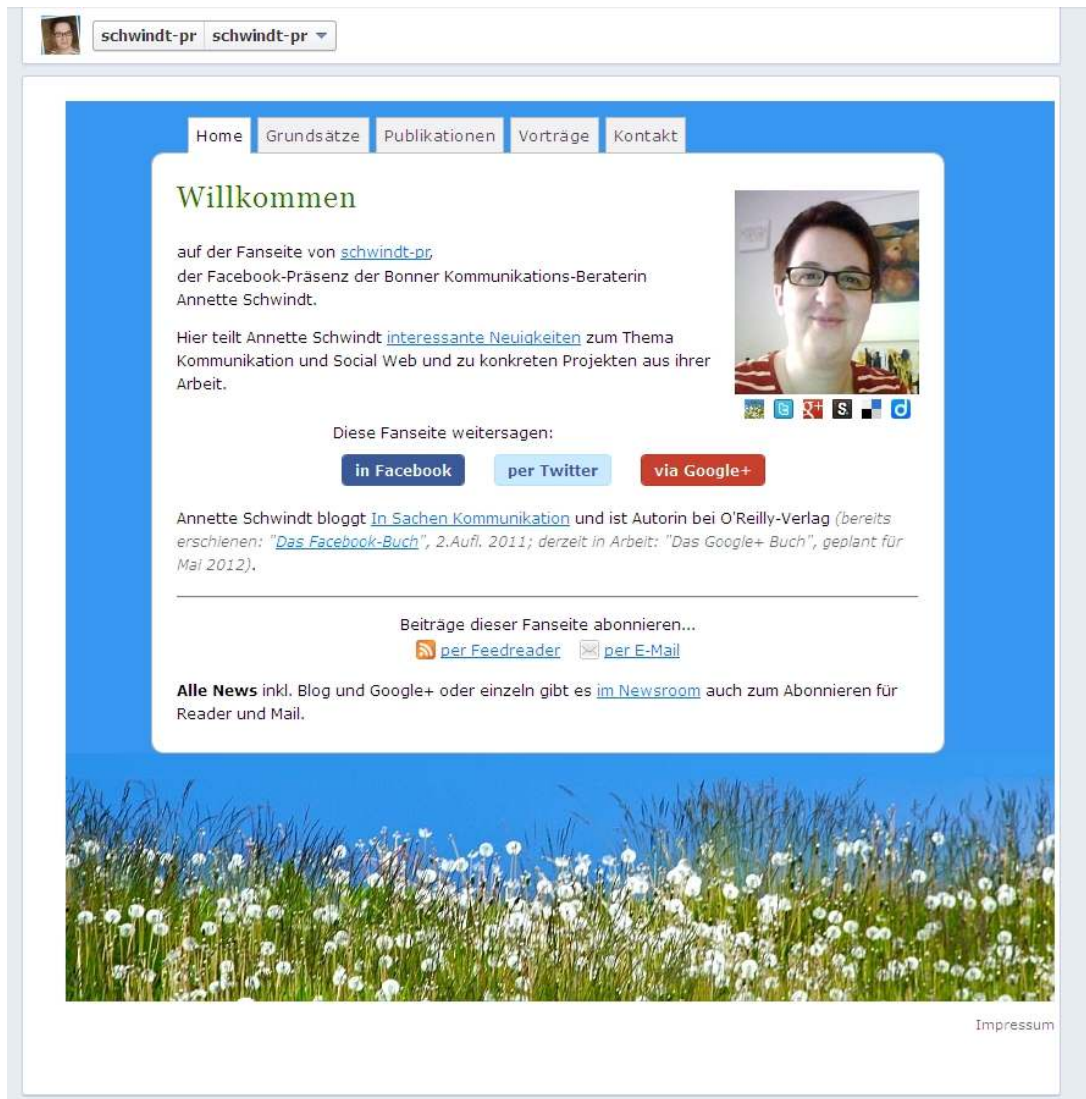 schwindt-pr schwindt-pr
Home Grundsätze Publikationen Vorträge Kontakt
Willkommen
auf der Fanseite von schwindt-pr,
der Facebook-Präsenz der Bonner Kommunikations-Beraterin
Annette Schwindt.
Hier teilt Annette Schwindt interessante Neuigkeiten zum Thema
Kommunikation und Social Web und zu konkreten Projekten aus ihrer
Arbeit.
Diese Fanseite weitersagen:
in Facebook per Twitter via Google+
Annette Schwindt bloggt In Sachen Kommunikation und ist Autorin bei O'Reilly-Verlag (bereits
erschienen: "Das Facebook-Buch", 2.Aufl. 2011; derzeit in Arbeit: "Das Google+ Buch", geplant für
Mai 2012).
Beiträge dieser Fanseite abonnieren...
per Feedreader per E-Mail
Alle News inkl. Blog und Google+ oder einzeln gibt es im Newsroom auch zum Abonnieren für
Reader und Mail.
Impressum